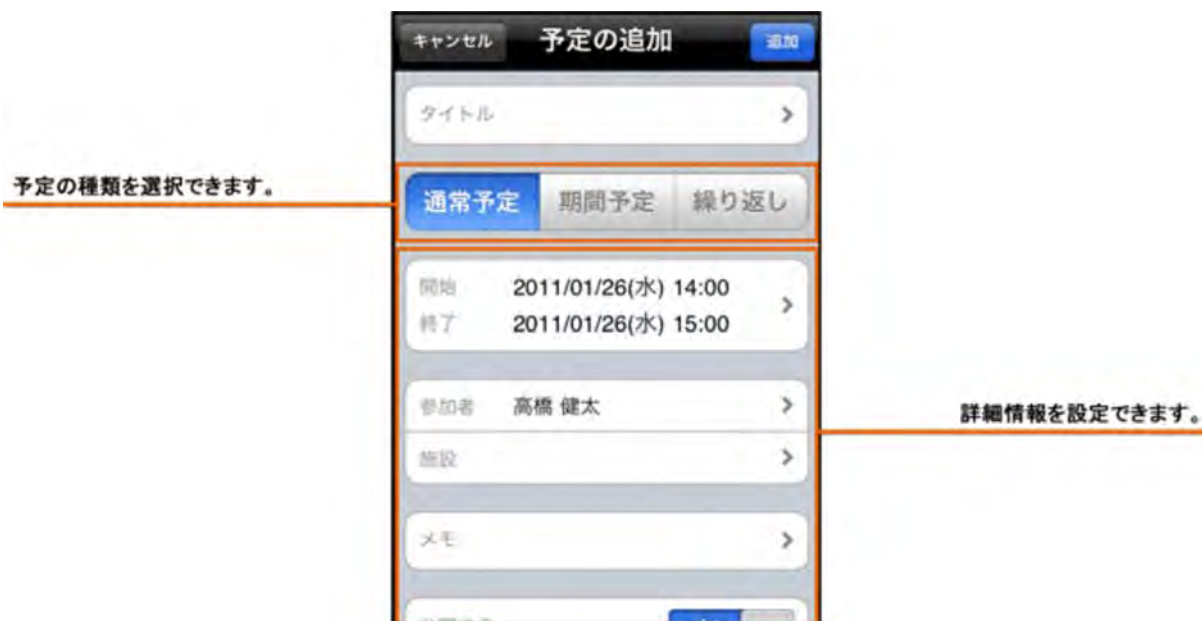 キャンセル 予定の追加 追加
タイトル
予定の種類を選択できます。
通常予定 期間予定 繰り返し
開始 2011/01/26(水) 14:00
終了 2011/01/26(水) 15:00
参加者 高橋 健太
詳細情報を設定できます。
施設
メモ